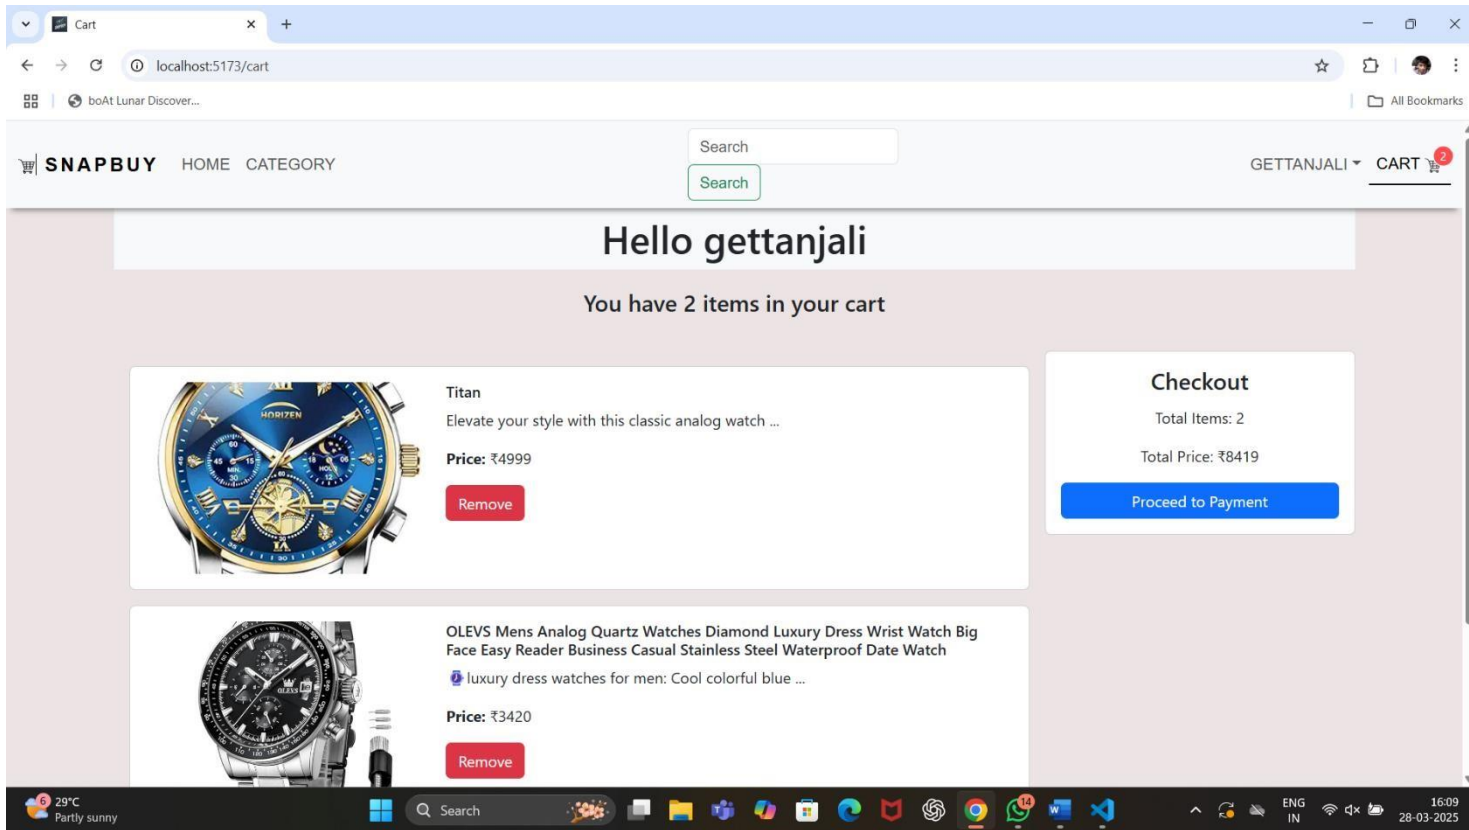 Cart
localhost:5173/cart
boAt Lunar Discover...
All Bookmarks
SNAPBUY HOME CATEGORY
Search
Search
GETTANJALI CART 2
Hello gettanjali
You have 2 items in your cart
HORIZEN
Titan
Elevate your style with this classic analog watch ...
Price: ₹4999
Remove
Checkout
Total Items: 2
Total Price: ₹8419
Proceed to Payment
OLEVS
OLEVS Mens Analog Quartz Watches Diamond Luxury Dress Wrist Watch Big
Face Easy Reader Business Casual Stainless Steel Waterproof Date Watch
luxury dress watches for men: Cool colorful blue ...
Price: ₹3420
Remove
6
29°C
Partly sunny
Search
14
ENG
IN
16:09
28-03-2025